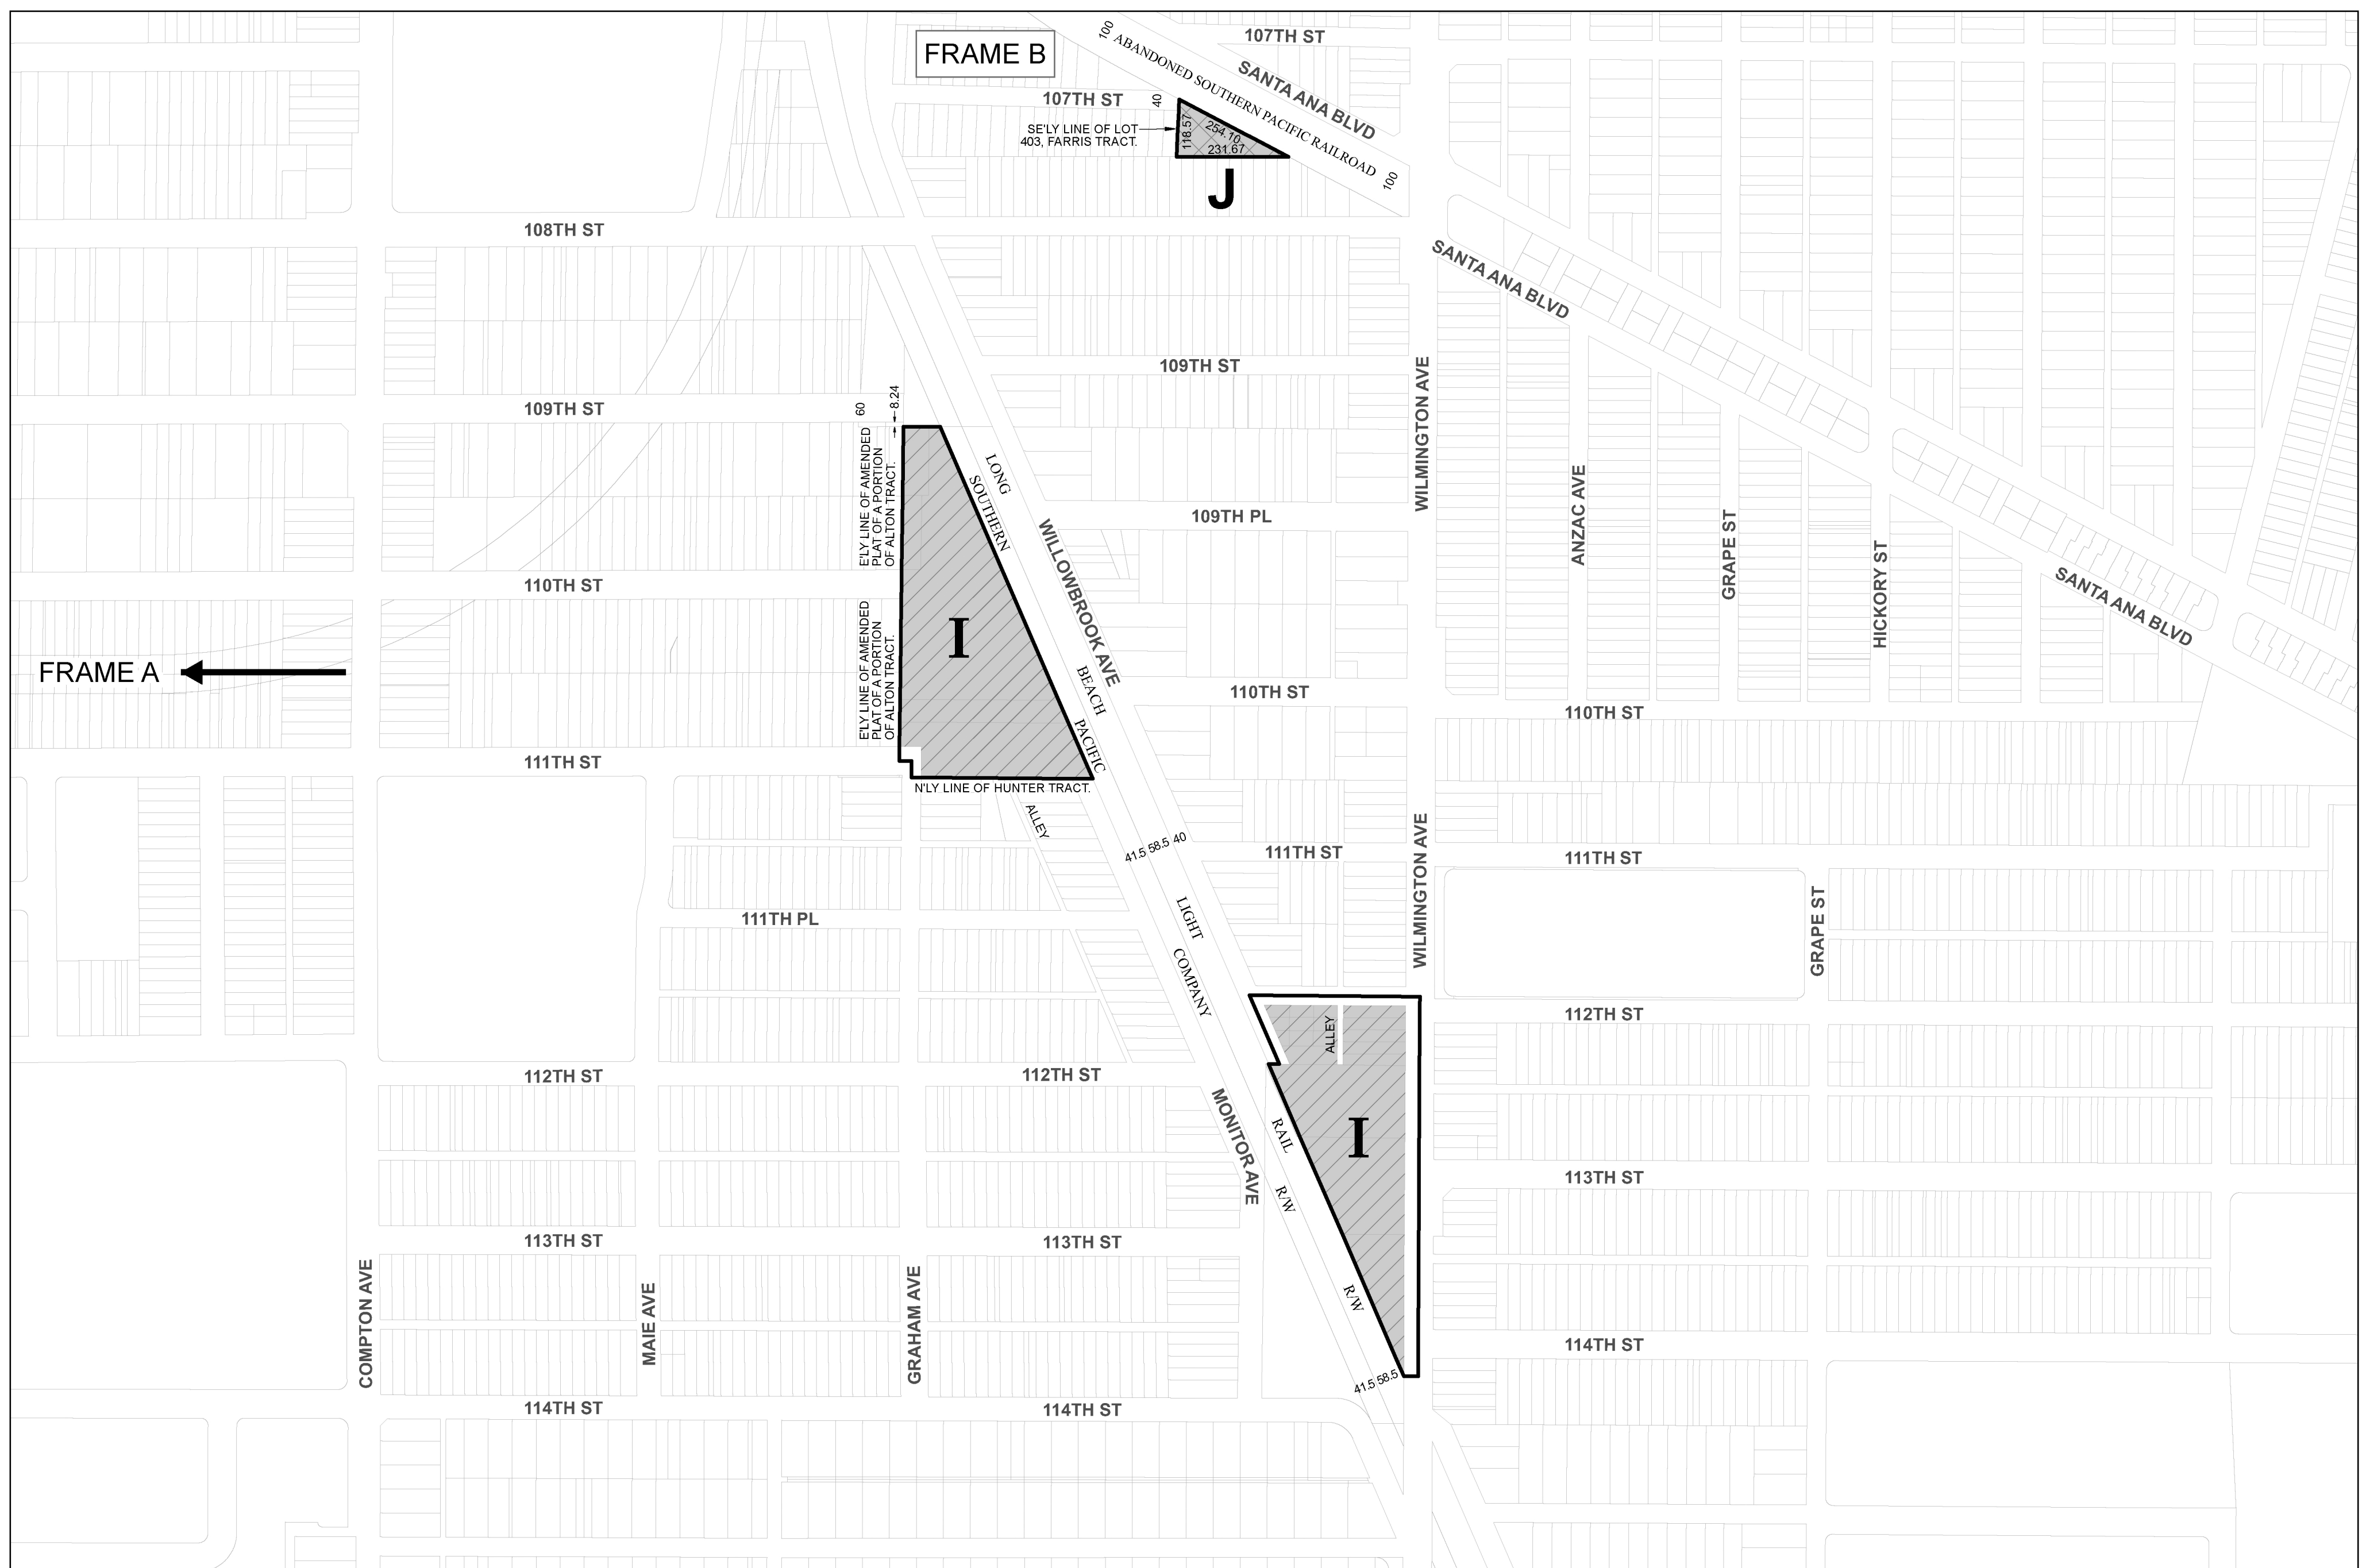 FRAME B
107TH ST
100
ABANDONED SOUTHERN PACIFIC RAILROAD
100
SANTA ANA BLVD
107TH ST
40
SE'LY LINE OF LOT
403, FARRIS TRACT.
118.57
254.10
231.67
J
108TH ST
SANTA ANA BLVD
109TH ST
WILMINGTON AVE
109TH ST
60
8.24
E'LY LINE OF AMENDED
PLAT OF A PORTION
OF ALTON TRACT.
LONG
SOUTHERN
109TH PL
WILLOWBROOK AVE
ANZAC AVE
GRAPE ST
HICKORY ST
SANTA ANA BLVD
110TH ST
FRAME A
E'LY LINE OF AMENDED
PLAT OF A PORTION
OF ALTON TRACT.
I
BEACH
PACIFIC
110TH ST
110TH ST
111TH ST
N'LY LINE OF HUNTER TRACT.
ALLEY
41.5 58.5 40
111TH ST
WILMINGTON AVE
111TH ST
GRAPE ST
111TH PL
LIGHT
COMPANY
112TH ST
ALLEY
112TH ST
112TH ST
MONITOR AVE
RAIL
R/W
I
113TH ST
113TH ST
113TH ST
R/W
COMPTON AVE
MAIE AVE
GRAHAM AVE
114TH ST
41.5 58.5
114TH ST
114TH ST